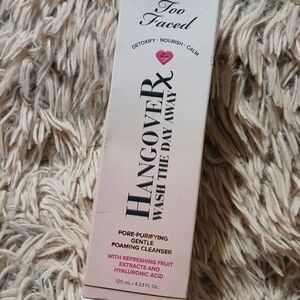 Too
Faced
DETOXIFY · NOURISH · CALM
HANGOVER RX
WASH THE DAY AWAY
PORE-PURIFYING
GENTLE
FOAMING CLEANSER
WITH REFRESHING FRUIT
EXTRACTS AND
HYALURONIC ACID
125 mL / 4.23 Fl. Oz.